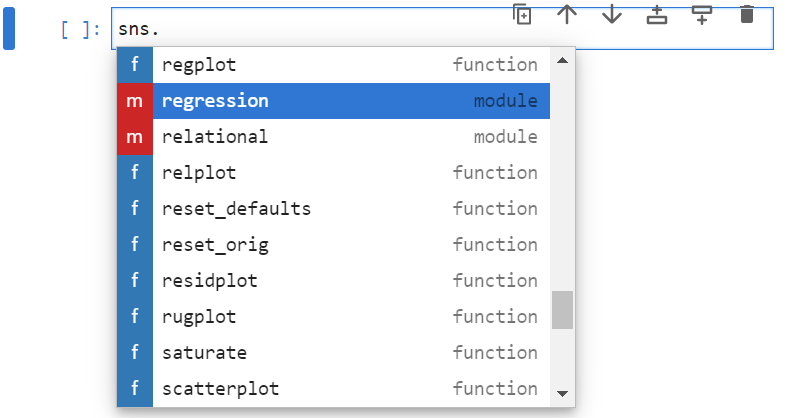 [ ]: sns.
f regplot function
m regression module
m relational module
f relplot function
f reset_defaults function
f reset_orig function
f residplot function
f rugplot function
f saturate function
f scatterplot function